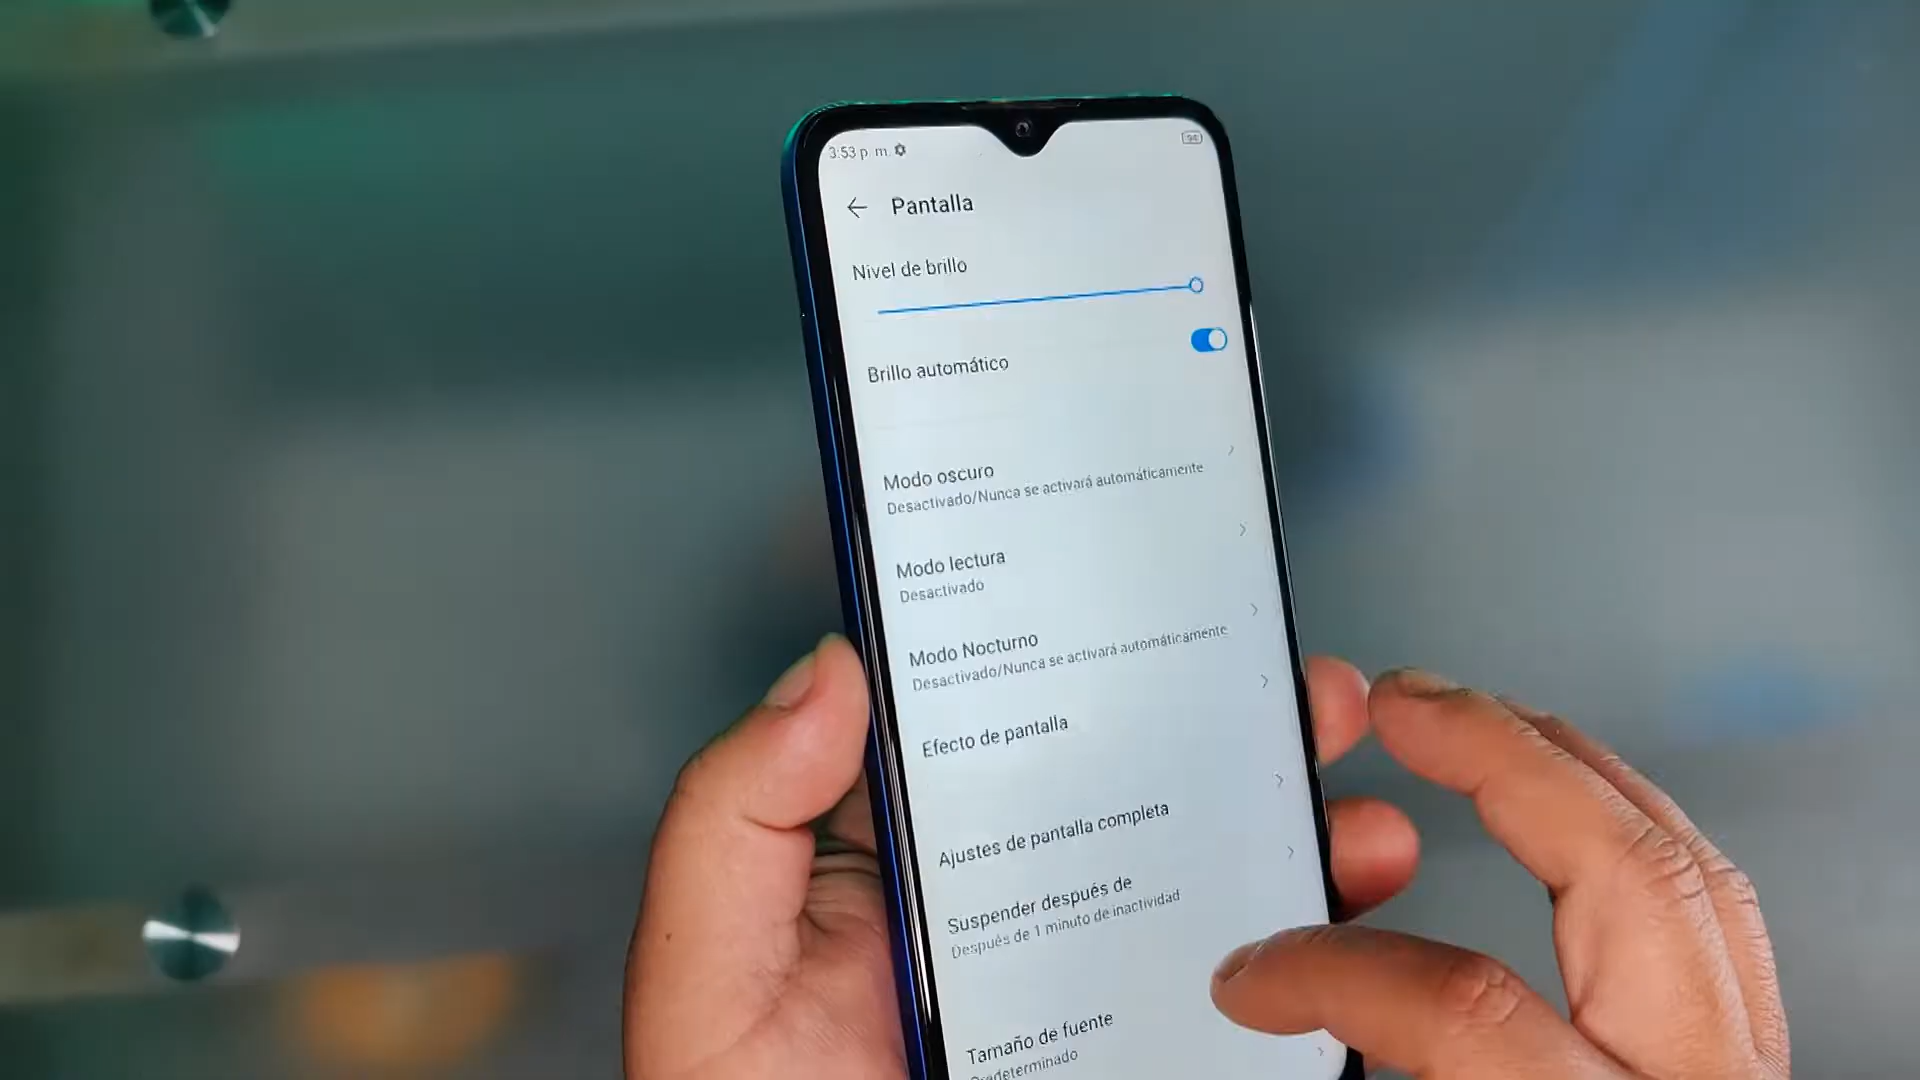 3:53 p. m.
94
Pantalla
Nivel de brillo
Brillo automático
Modo oscuro
Desactivado/Nunca se activará automáticamente
Modo lectura
Desactivado
Modo Nocturno
Desactivado/Nunca se activará automáticamente
Efecto de pantalla
Ajustes de pantalla completa
Suspender después de
Después de 1 minuto de inactividad
Tamaño de fuente
Predeterminado